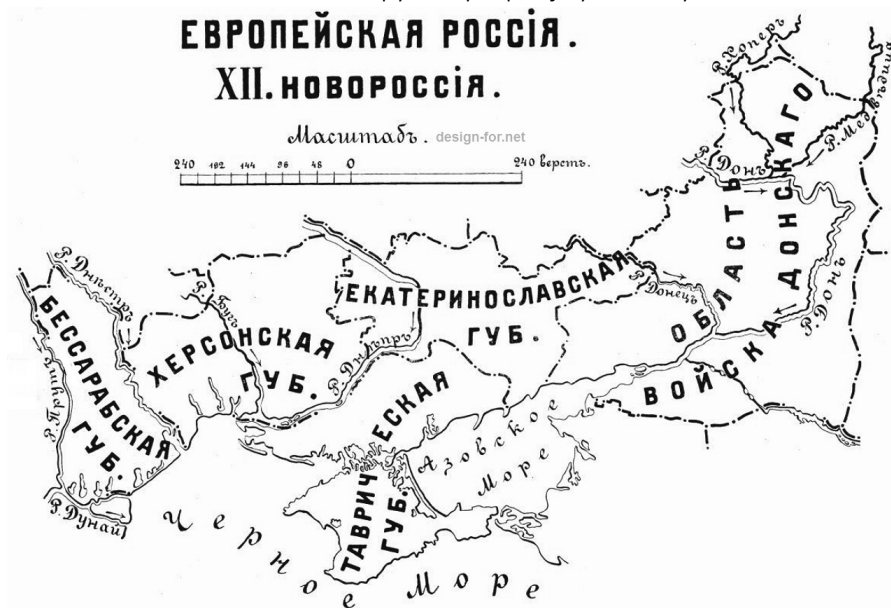 ЕВРОПЕЙСКАЯ РОССІЯ.
XII. НОВОРОССІЯ.
Масштабъ. design-for.net
240 192 144 96 48 0 240 верстъ.
Р. Хоперъ
Р. Медвѣдица
Р. Донъ
ОБЛАСТЬ
ВОЙСКА ДОНСКАГО
Р. Донъ
Р. Донецъ
ЕКАТЕРИНОСЛАВСКАЯ
ГУБ.
Р. Днѣстръ
Р. Бугъ
ХЕРСОНСКАЯ
ГУБ.
Р. Днѣпръ
БЕССАРАБСКАЯ
ГУБ.
Р. Прутъ
Р. Дунай
ТАВРИЧЕСКАЯ
ГУБ.
Азовское
Море
Черное Море